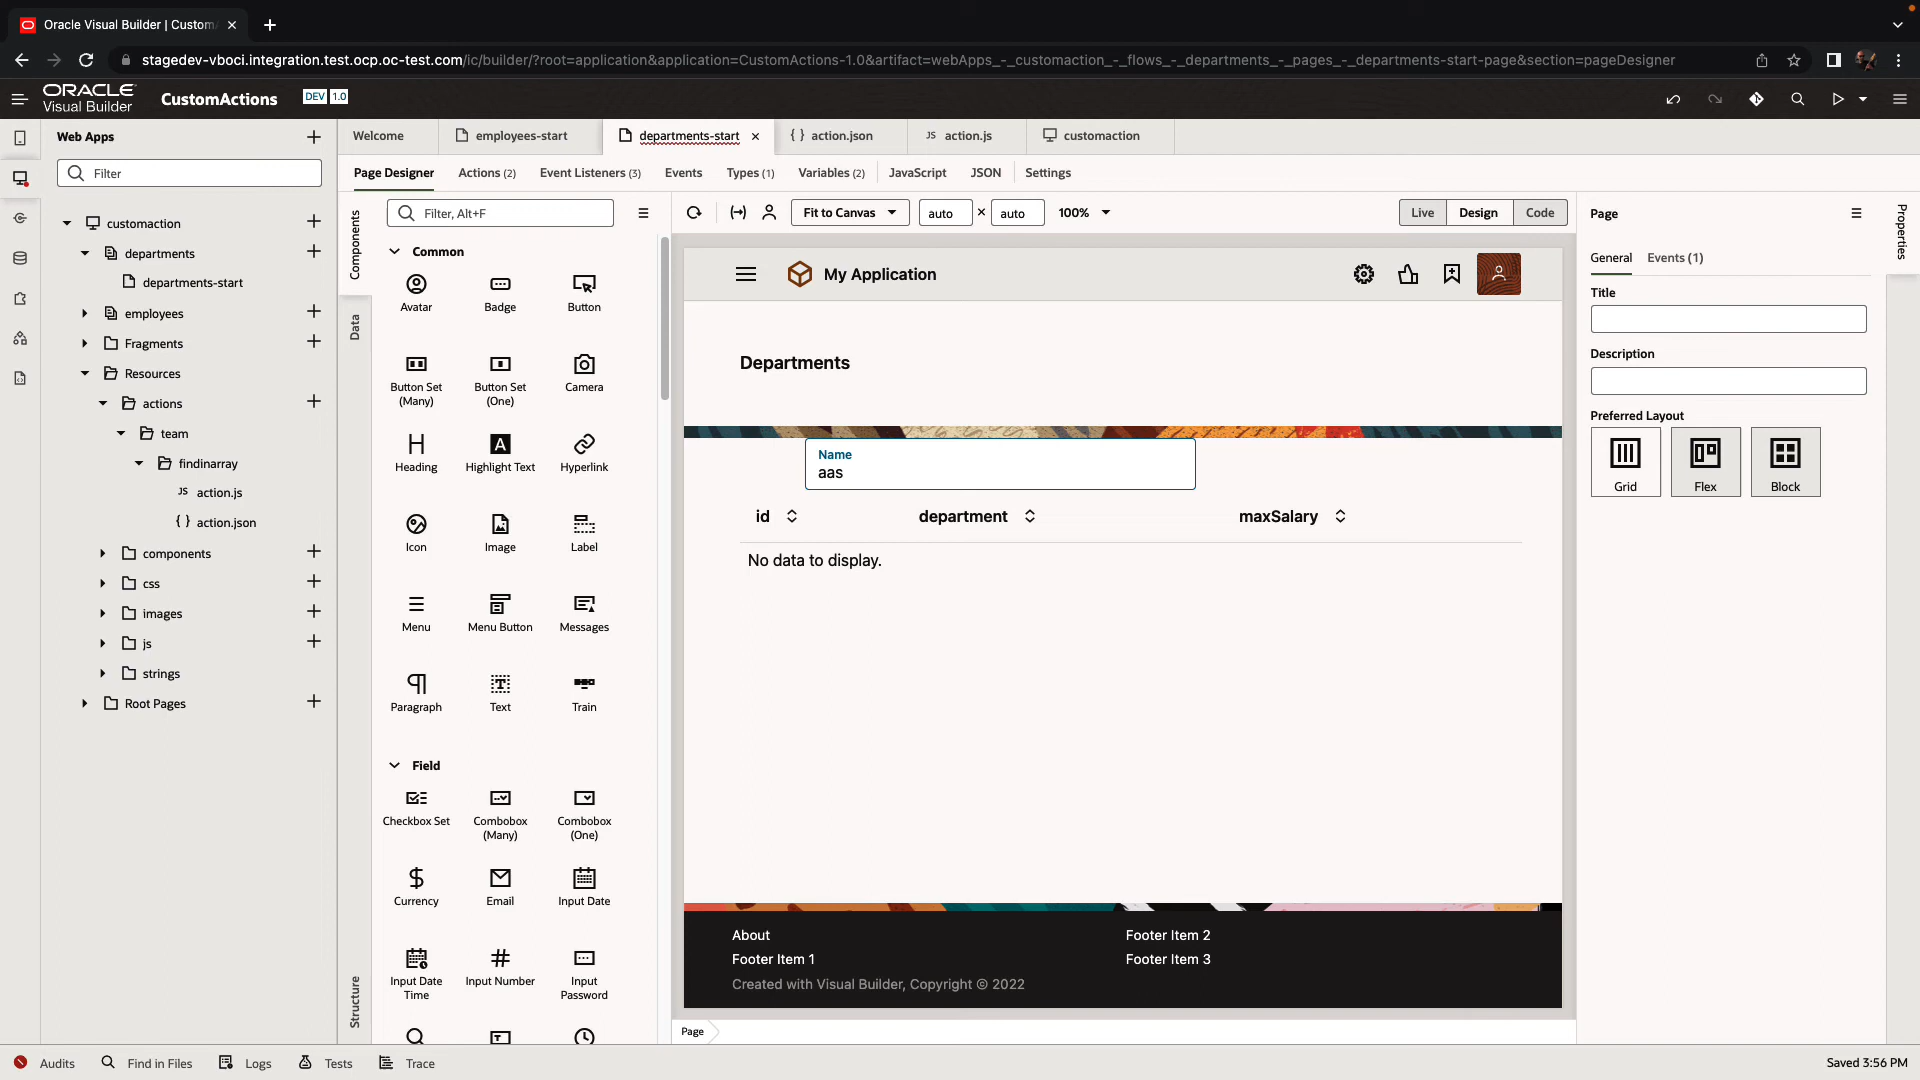 Oracle Visual Builder | Custom
stagedev-vboci.integration.test.ocp.oc-test.com/ic/builder/?root=application&application=CustomActions-1.0&artifact=webApps_-_customaction_-_flows_-_departments_-_pages_-_departments-start-page&section=pageDesigner
ORACLE
Visual Builder
CustomActions
DEV 1.0
Web Apps
Filter
customaction
departments
departments-start
employees
Fragments
Resources
actions
team
findinarray
JS action.js
{ } action.json
components
css
images
js
strings
Root Pages
Welcome
employees-start
departments-start
{ } action.json
JS action.js
customaction
Page Designer
Actions (2)
Event Listeners (3)
Events
Types (1)
Variables (2)
JavaScript
JSON
Settings
Components
Data
Structure
Filter, Alt+F
Common
Avatar
Badge
Button
Button Set
(Many)
Button Set
(One)
Camera
Heading
Highlight Text
Hyperlink
Icon
Image
Label
Menu
Menu Button
Messages
Paragraph
Text
Train
Field
Checkbox Set
Combobox
(Many)
Combobox
(One)
Currency
Email
Input Date
Input Date
Time
Input Number
Input
Password
Fit to Canvas
auto × auto
100%
Live
Design
Code
My Application
Departments
Name
aas
id
department
maxSalary
No data to display.
About
Footer Item 2
Footer Item 1
Footer Item 3
Created with Visual Builder, Copyright © 2022
Page
Page
General
Events (1)
Title
Description
Preferred Layout
Grid
Flex
Block
Properties
Audits
Find in Files
Logs
Tests
Trace
Saved 3:56 PM